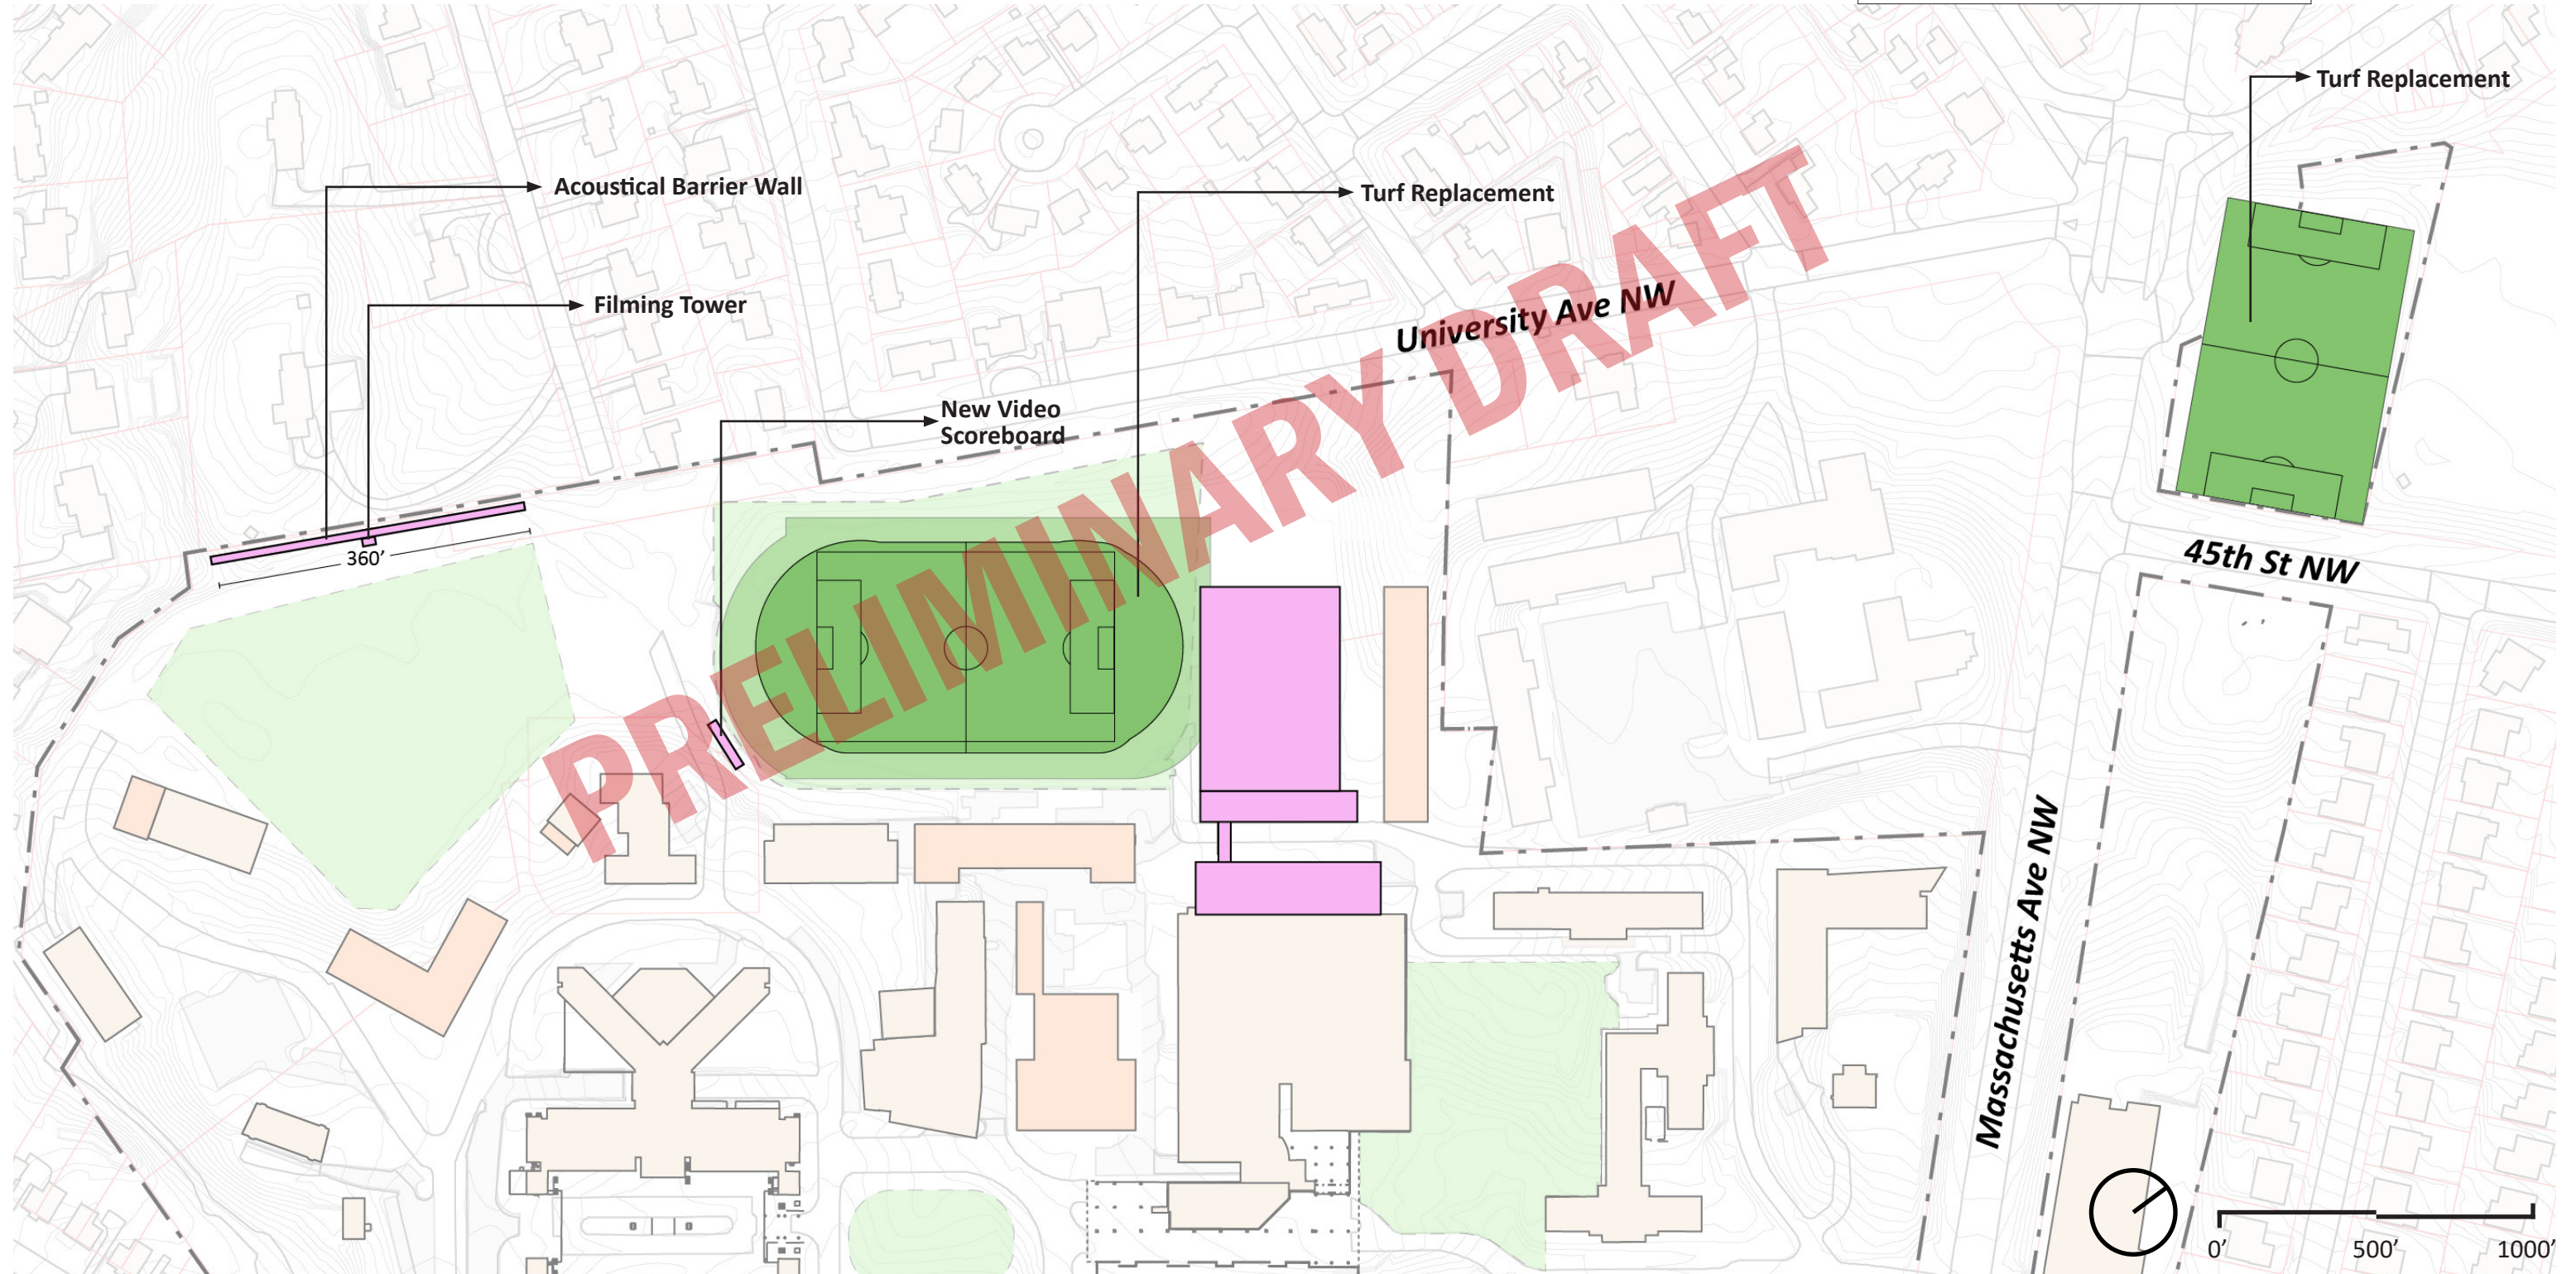 Turf Replacement
Acoustical Barrier Wall
Turf Replacement
Filming Tower
University Ave NW
New Video
Scoreboard
PRELIMINARY DRAFT
360’
45th St NW
Massachusetts Ave NW
0’ 500’ 1000’